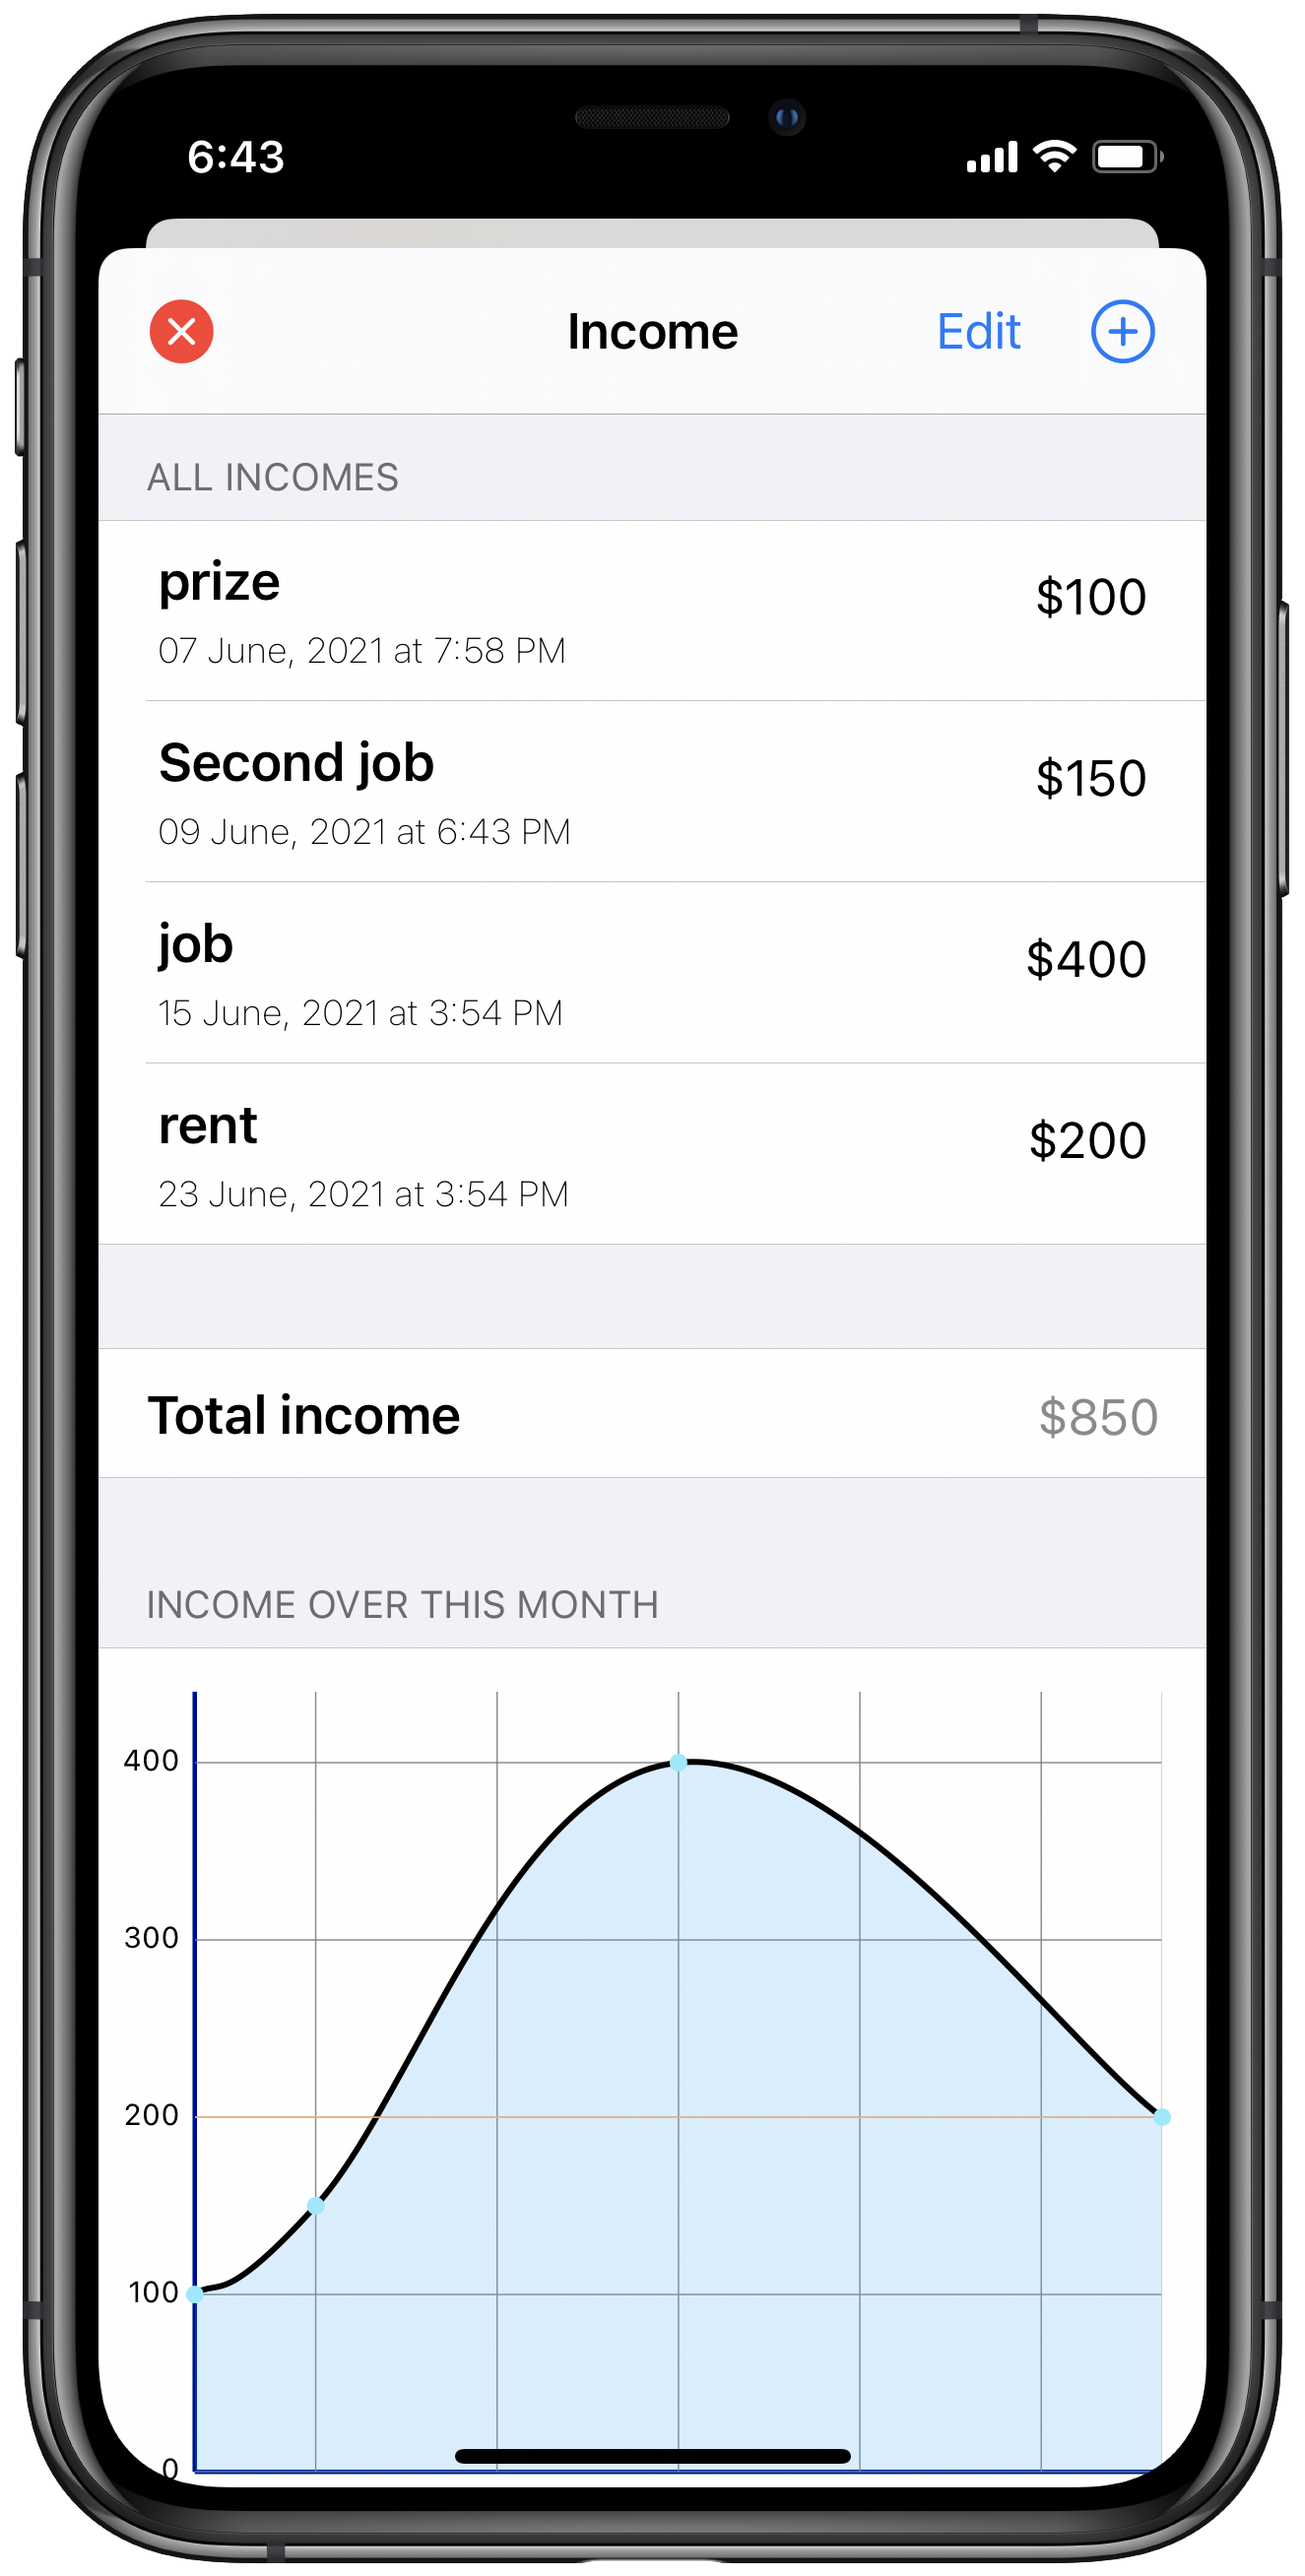 6:43
Income Edit
ALL INCOMES
prize $100
07 June, 2021 at 7:58 PM
Second job $150
09 June, 2021 at 6:43 PM
job $400
15 June, 2021 at 3:54 PM
rent $200
23 June, 2021 at 3:54 PM
Total income $850
INCOME OVER THIS MONTH
400
300
200
100
0